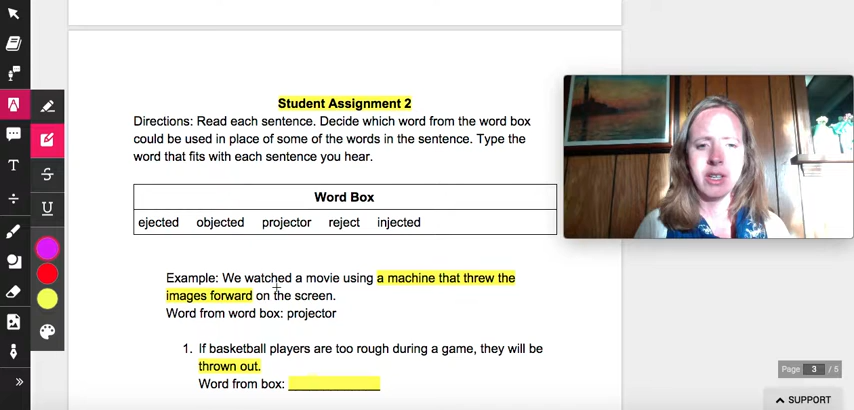 Student Assignment 2
Directions: Read each sentence. Decide which word from the word box
could be used in place of some of the words in the sentence. Type the
word that fits with each sentence you hear.
Word Box
ejected objected projector reject injected
Example: We watched a movie using a machine that threw the
images forward on the screen.
Word from word box: projector
1. If basketball players are too rough during a game, they will be
thrown out.
Word from box: ____________
Page 3 / 5
SUPPORT